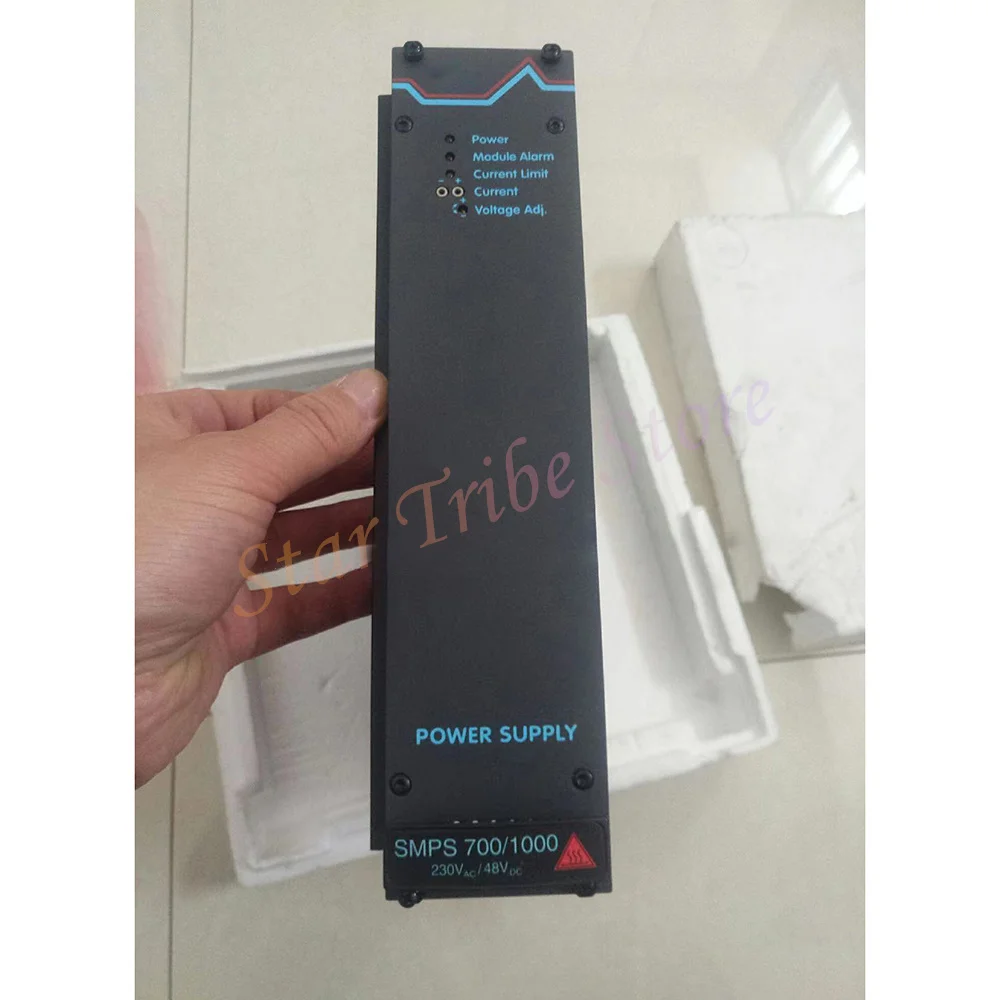 Power
Module Alarm
Current Limit
- +
Current
+
Voltage Adj.
Star Tribe Store
POWER SUPPLY
SMPS 700/1000
230VAC/48VDC